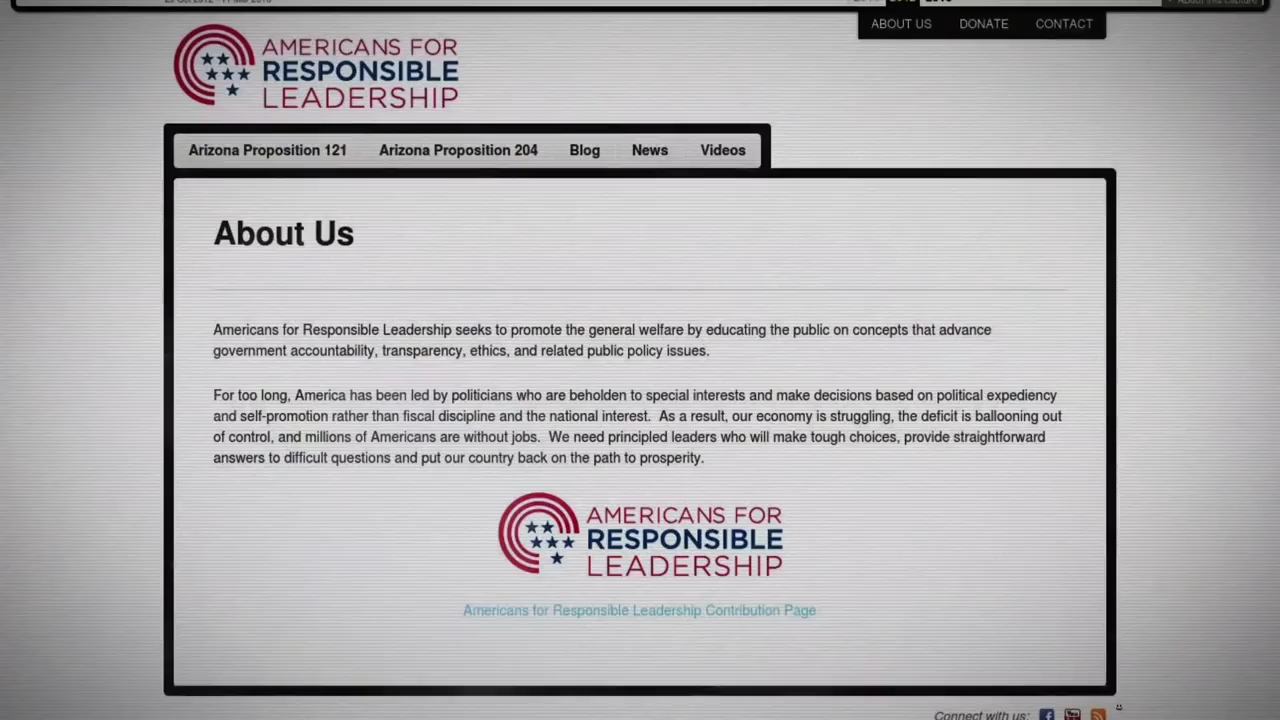 ABOUT US DONATE CONTACT
AMERICANS FOR
RESPONSIBLE
LEADERSHIP
Arizona Proposition 121 Arizona Proposition 204 Blog News Videos
About Us
Americans for Responsible Leadership seeks to promote the general welfare by educating the public on concepts that advance
government accountability, transparency, ethics, and related public policy issues.
For too long, America has been led by politicians who are beholden to special interests and make decisions based on political expediency
and self-promotion rather than fiscal discipline and the national interest. As a result, our economy is struggling, the deficit is ballooning out
of control, and millions of Americans are without jobs. We need principled leaders who will make tough choices, provide straightforward
answers to difficult questions and put our country back on the path to prosperity.
AMERICANS FOR
RESPONSIBLE
LEADERSHIP
Americans for Responsible Leadership Contribution Page
Connect with us: